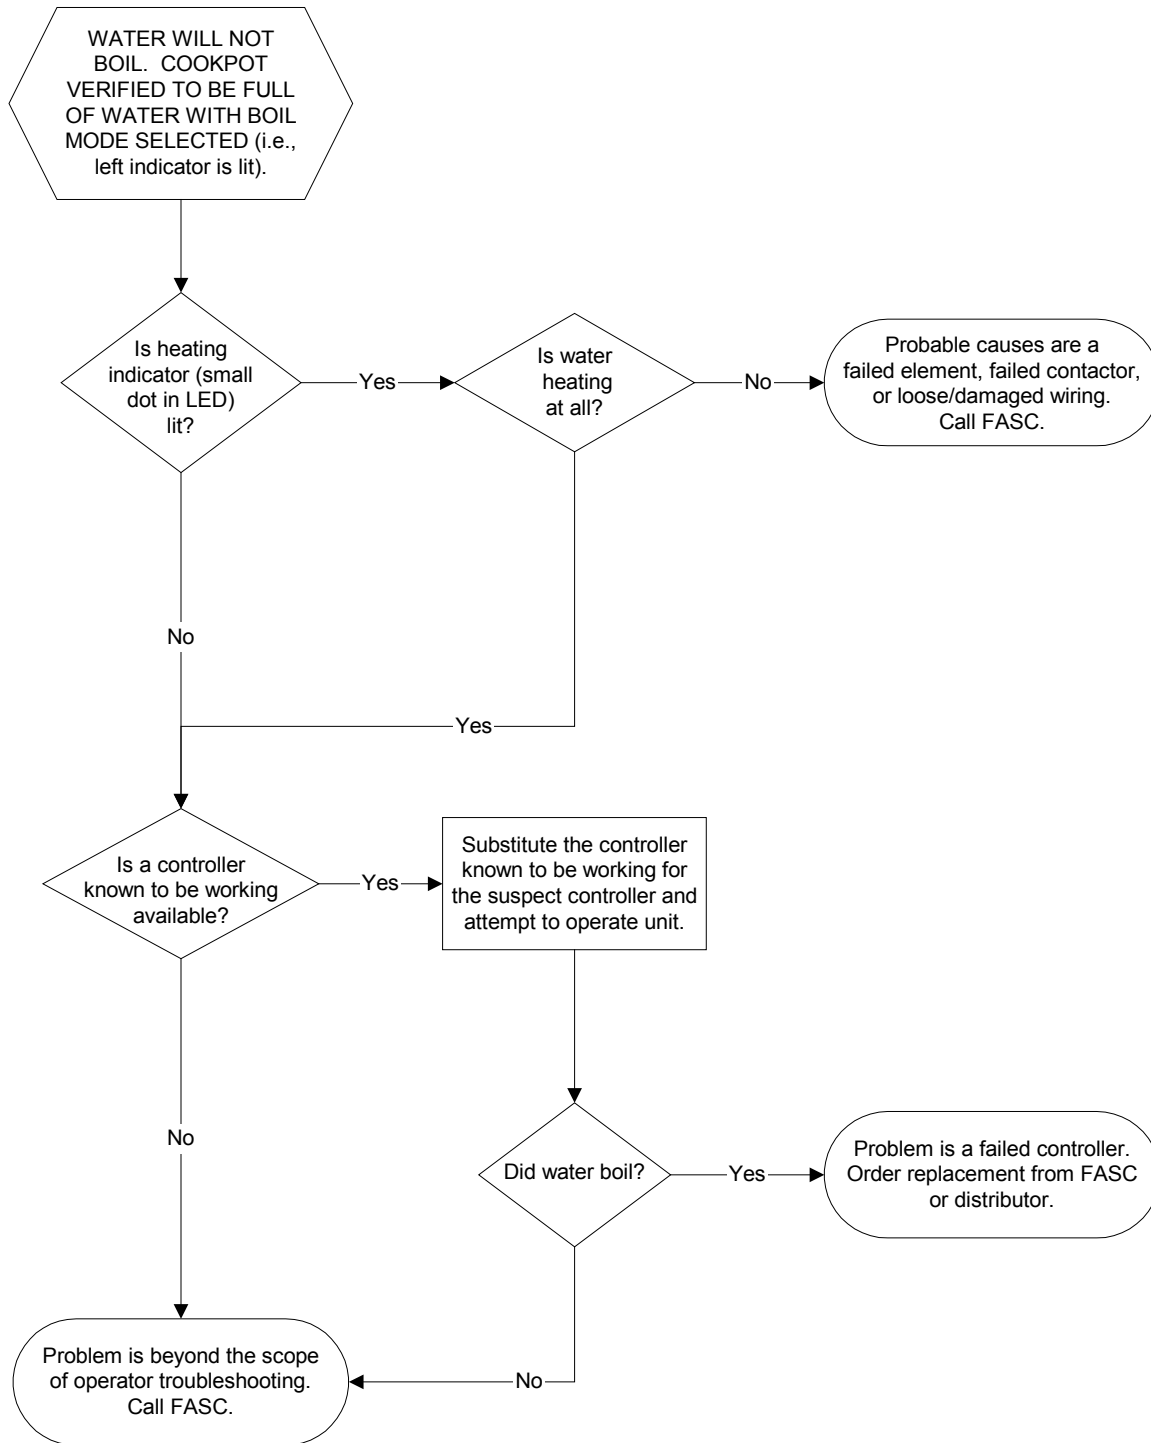 WATER WILL NOT
BOIL. COOKPOT
VERIFIED TO BE FULL
OF WATER WITH BOIL
MODE SELECTED (i.e.,
left indicator is lit).
Is heating
indicator (small
dot in LED)
lit?
Yes
Is water
heating
at all?
No
Probable causes are a
failed element, failed contactor,
or loose/damaged wiring.
Call FASC.
No
Yes
Is a controller
known to be working
available?
Yes
Substitute the controller
known to be working for
the suspect controller and
attempt to operate unit.
No
Did water boil?
Yes
Problem is a failed controller.
Order replacement from FASC
or distributor.
Problem is beyond the scope
of operator troubleshooting.
Call FASC.
No